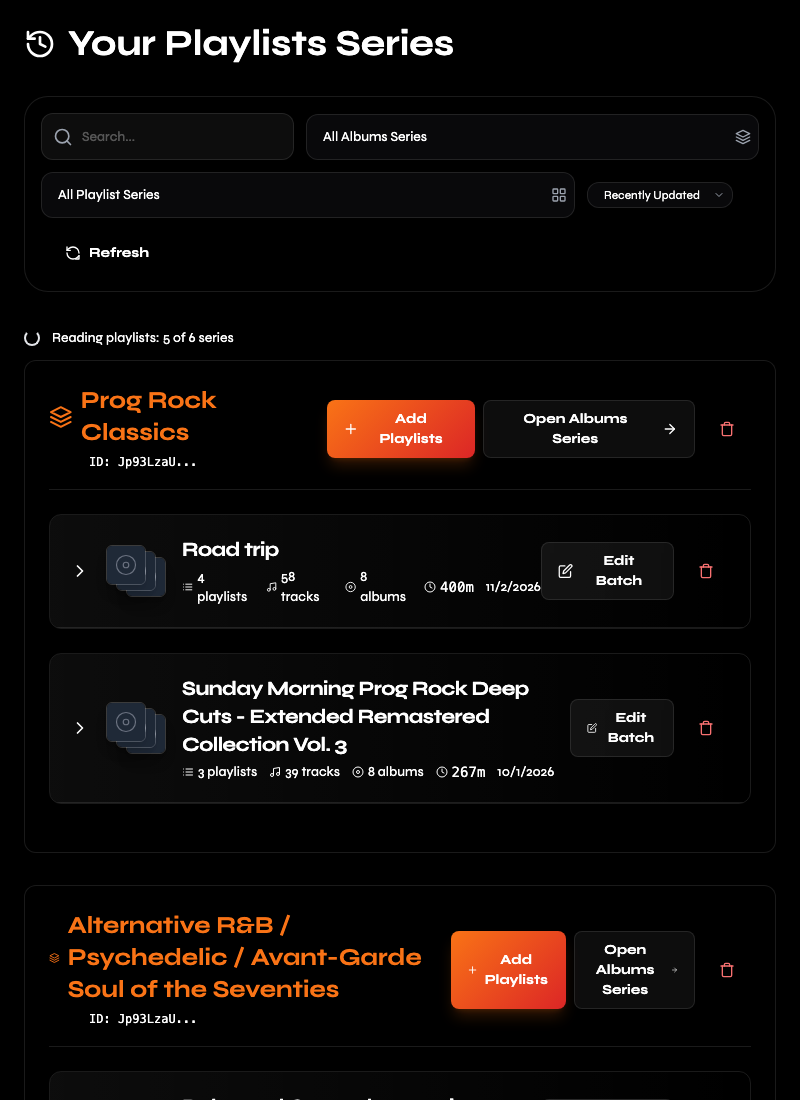 Your Playlists Series
Search...
All Albums Series
All Playlist Series
Recently Updated
Refresh
Reading playlists: 5 of 6 series
Prog Rock
Classics
ID: Jp93LzaU...
Add
Playlists
Open Albums
Series
Road trip
4
playlists
58
tracks
8
albums
400m
11/2/2026
Edit
Batch
Sunday Morning Prog Rock Deep
Cuts - Extended Remastered
Collection Vol. 3
3 playlists
39 tracks
8 albums
267m
10/1/2026
Edit
Batch
Alternative R&B /
Psychedelic / Avant-Garde
Soul of the Seventies
ID: Jp93LzaU...
Add
Playlists
Open
Albums
Series